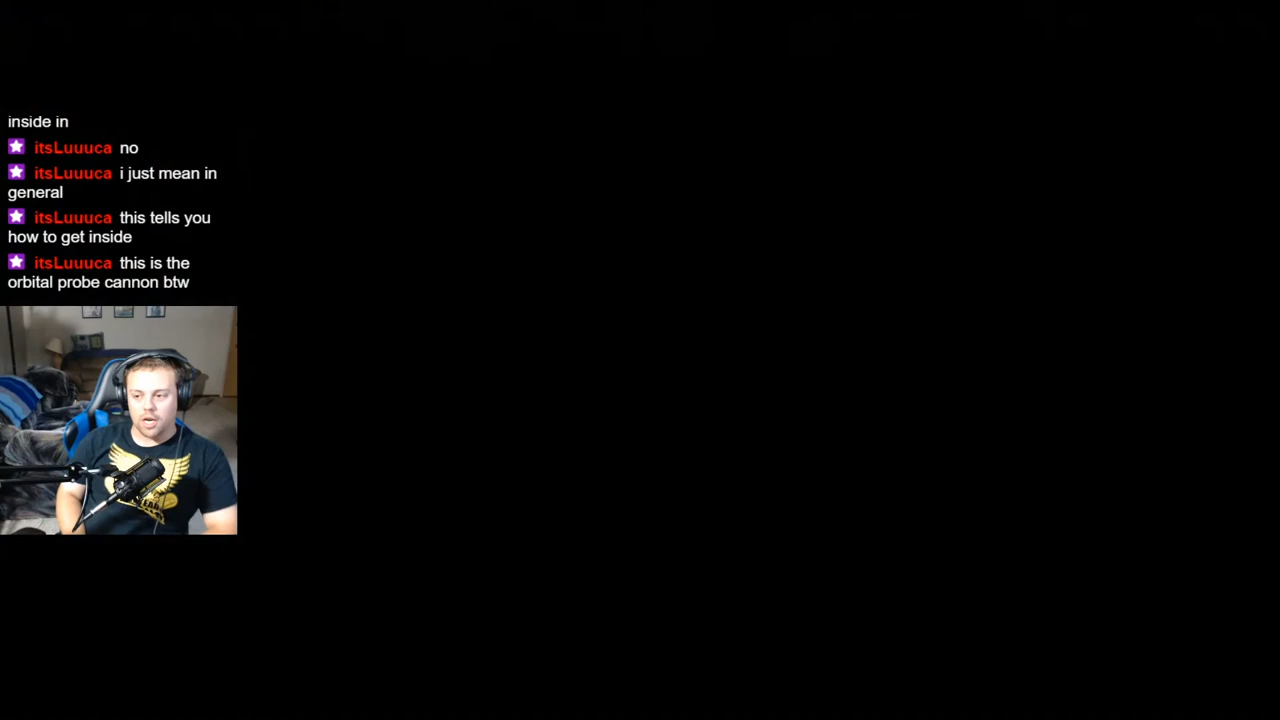 inside in
itsLuuuca no
itsLuuuca i just mean in
general
itsLuuuca this tells you
how to get inside
itsLuuuca this is the
orbital probe cannon btw